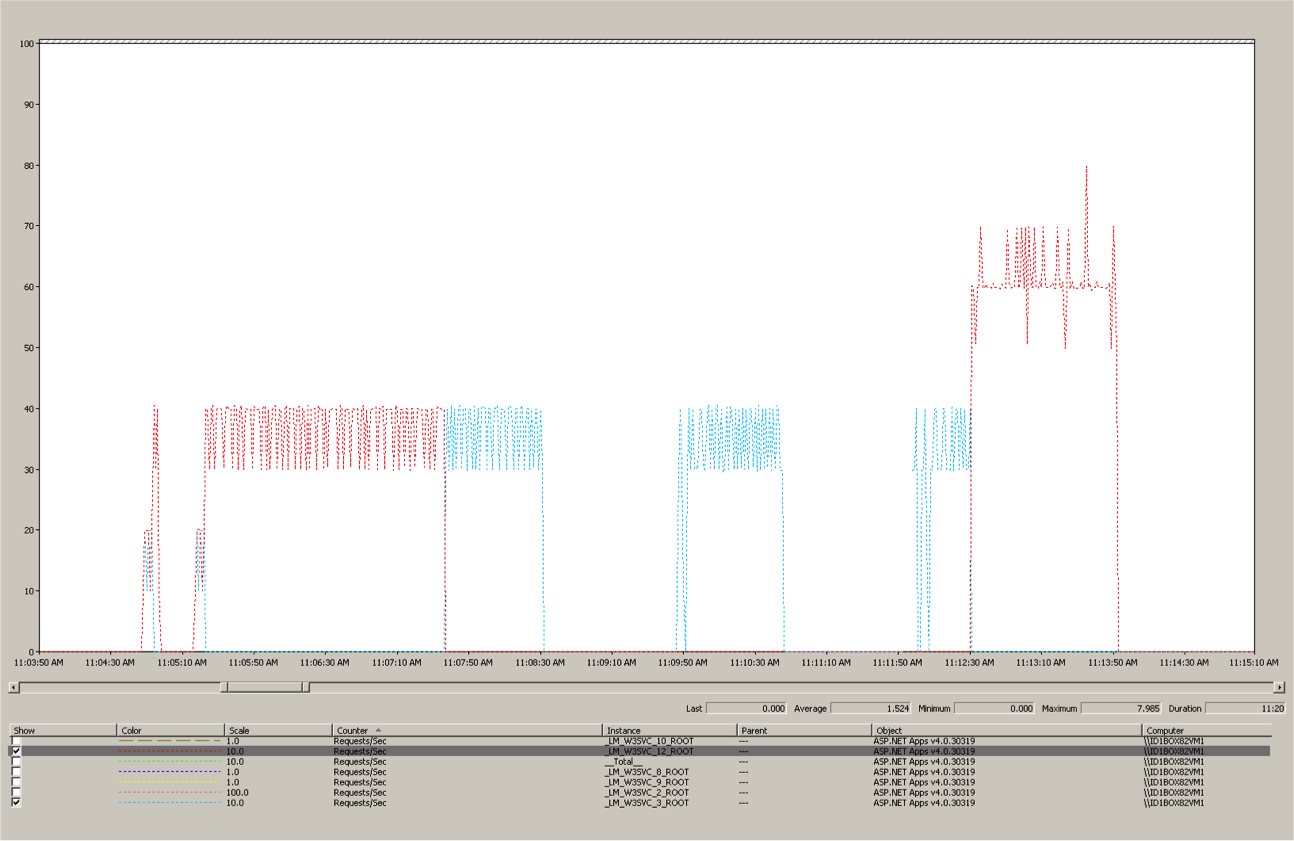 100
90
80
70
60
50
40
30
20
10
0
11:03:50 AM 11:04:30 AM 11:05:10 AM 11:05:50 AM 11:06:30 AM 11:07:10 AM 11:07:50 AM 11:08:30 AM 11:09:10 AM 11:09:50 AM 11:10:30 AM 11:11:10 AM 11:11:50 AM 11:12:30 AM 11:13:10 AM 11:13:50 AM 11:14:30 AM 11:15:10 AM
Last 0.000 Average 1.524 Minimum 0.000 Maximum 7.985 Duration 11:20
Show Color Scale Counter Instance Parent Object Computer
1.0 Requests/Sec _LM_W3SVC_10_ROOT --- ASP.NET Apps v4.0.30319 \\ID1BOX82VM1
10.0 Requests/Sec _LM_W3SVC_12_ROOT --- ASP.NET Apps v4.0.30319 \\ID1BOX82VM1
10.0 Requests/Sec __Total__ --- ASP.NET Apps v4.0.30319 \\ID1BOX82VM1
1.0 Requests/Sec _LM_W3SVC_8_ROOT --- ASP.NET Apps v4.0.30319 \\ID1BOX82VM1
1.0 Requests/Sec _LM_W3SVC_9_ROOT --- ASP.NET Apps v4.0.30319 \\ID1BOX82VM1
100.0 Requests/Sec _LM_W3SVC_2_ROOT --- ASP.NET Apps v4.0.30319 \\ID1BOX82VM1
10.0 Requests/Sec _LM_W3SVC_3_ROOT --- ASP.NET Apps v4.0.30319 \\ID1BOX82VM1